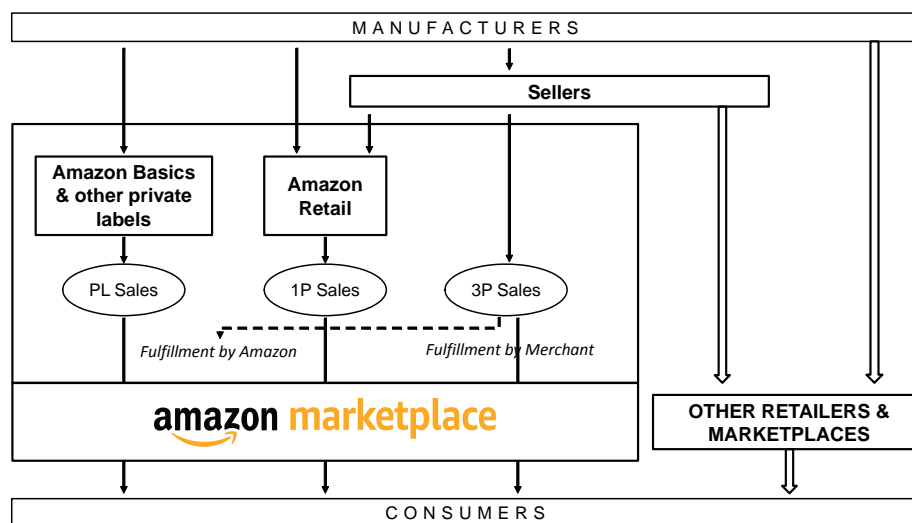 MANUFACTURERS
Sellers
Amazon Basics
& other private
labels
Amazon
Retail
PL Sales
1P Sales
3P Sales
Fulfillment by Amazon
Fulfillment by Merchant
amazon marketplace
OTHER RETAILERS &
MARKETPLACES
CONSUMERS